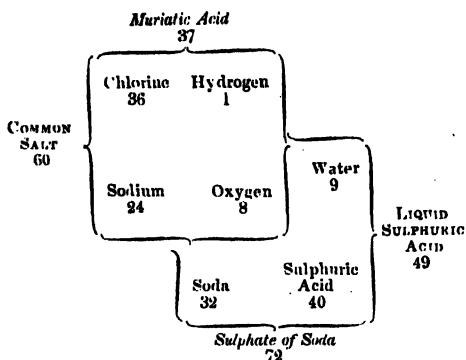 Muriatic Acid
37
Chlorine Hydrogen
36 1
COMMON
SALT
60
Water
9
Sodium Oxygen
24 8
LIQUID
SULPHURIC
ACID
49
Soda
32
Sulphuric
Acid
40
Sulphate of Soda
72